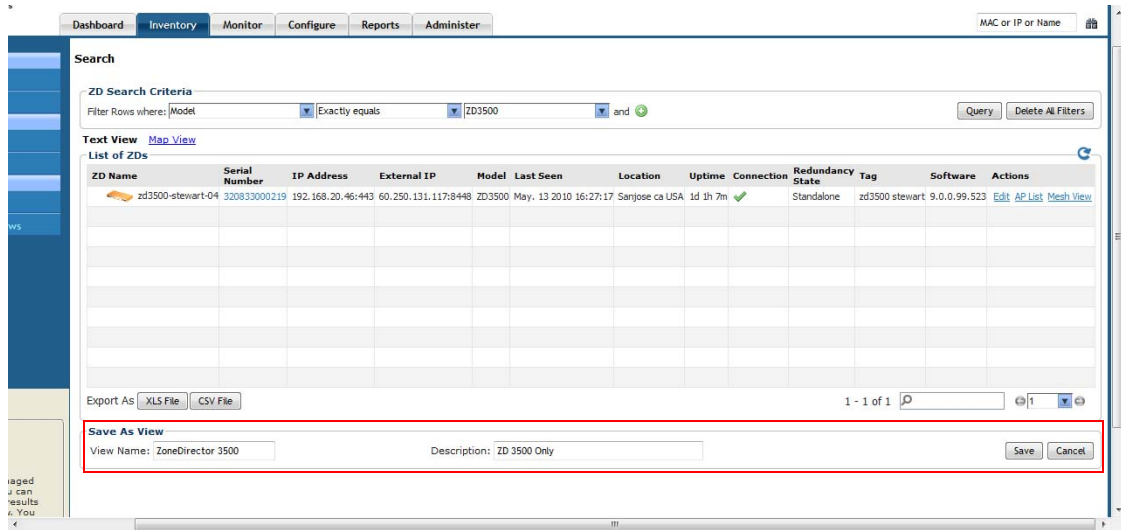 Dashboard Inventory Monitor Configure Reports Administer MAC or IP or Name
Search
ZD Search Criteria
Filter Rows where: Model Exactly equals ZD3500 and Query Delete All Filters
Text View Map View
List of ZDs
ZD Name Serial Number IP Address External IP Model Last Seen Location Uptime Connection Redundancy State Tag Software Actions
zd3500-stewart-04 320833000219 192.168.20.46:443 60.250.131.117:8448 ZD3500 May. 13 2010 16:27:17 Sanjose ca USA 1d 1h 7m Standalone zd3500 stewart 9.0.0.99.523 Edit AP List Mesh View
ws
Export As XLS File CSV File 1 - 1 of 1 1
Save As View
View Name: ZoneDirector 3500 Description: ZD 3500 Only Save Cancel
aged
u can
results
. You